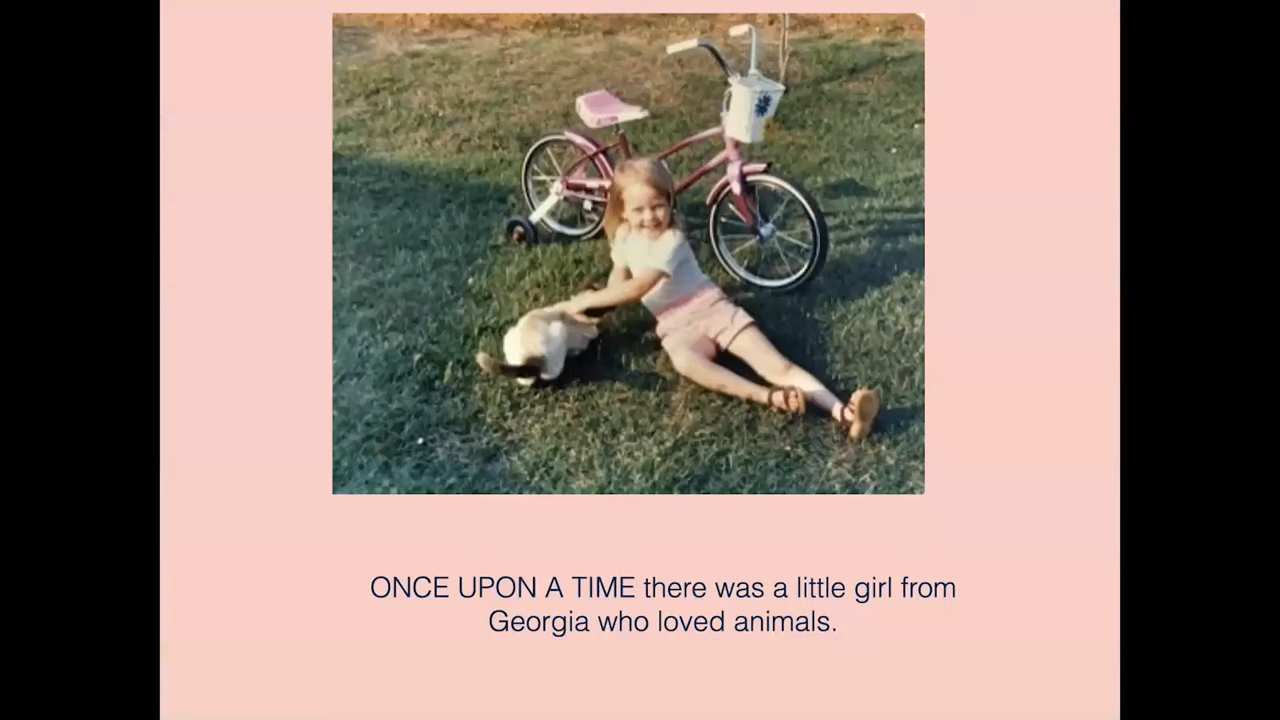 ONCE UPON A TIME there was a little girl from
Georgia who loved animals.